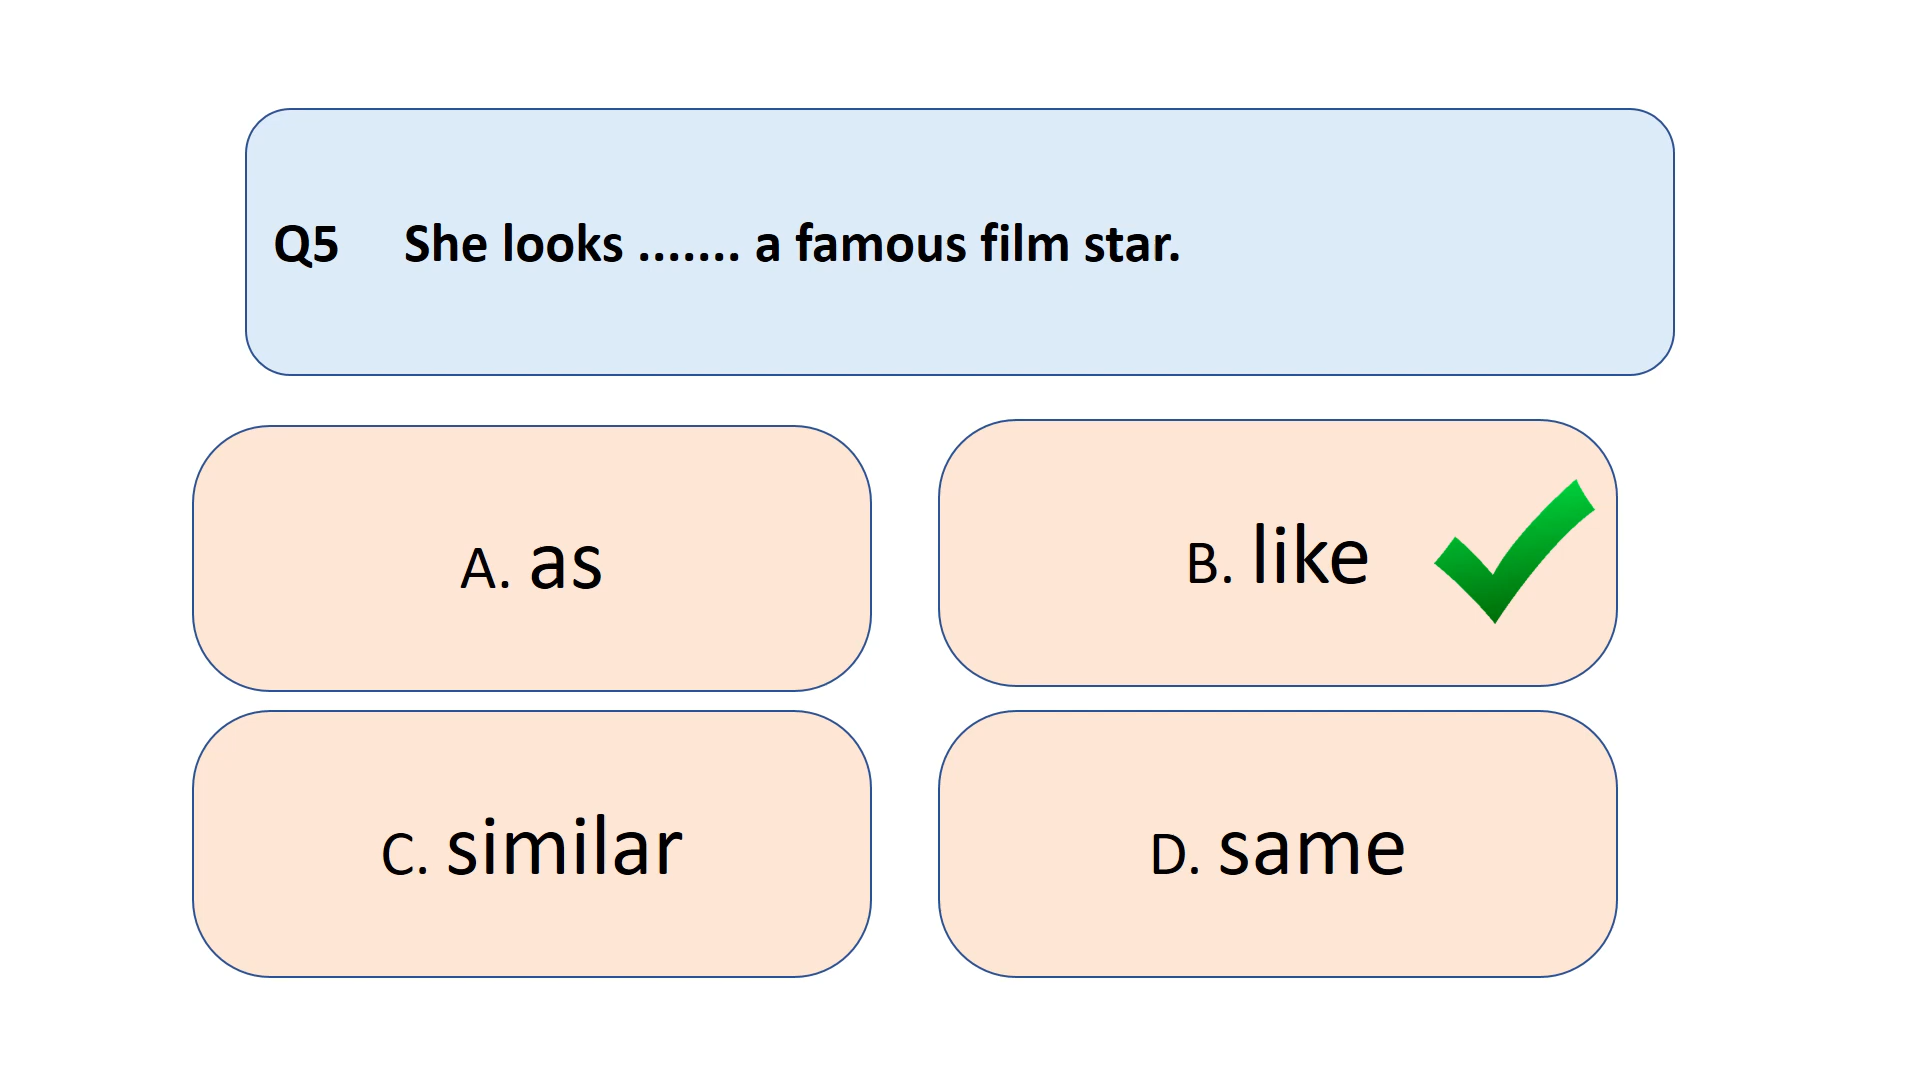 Q5 She looks ....... a famous film star.
A. as
B. like
C. similar
D. same